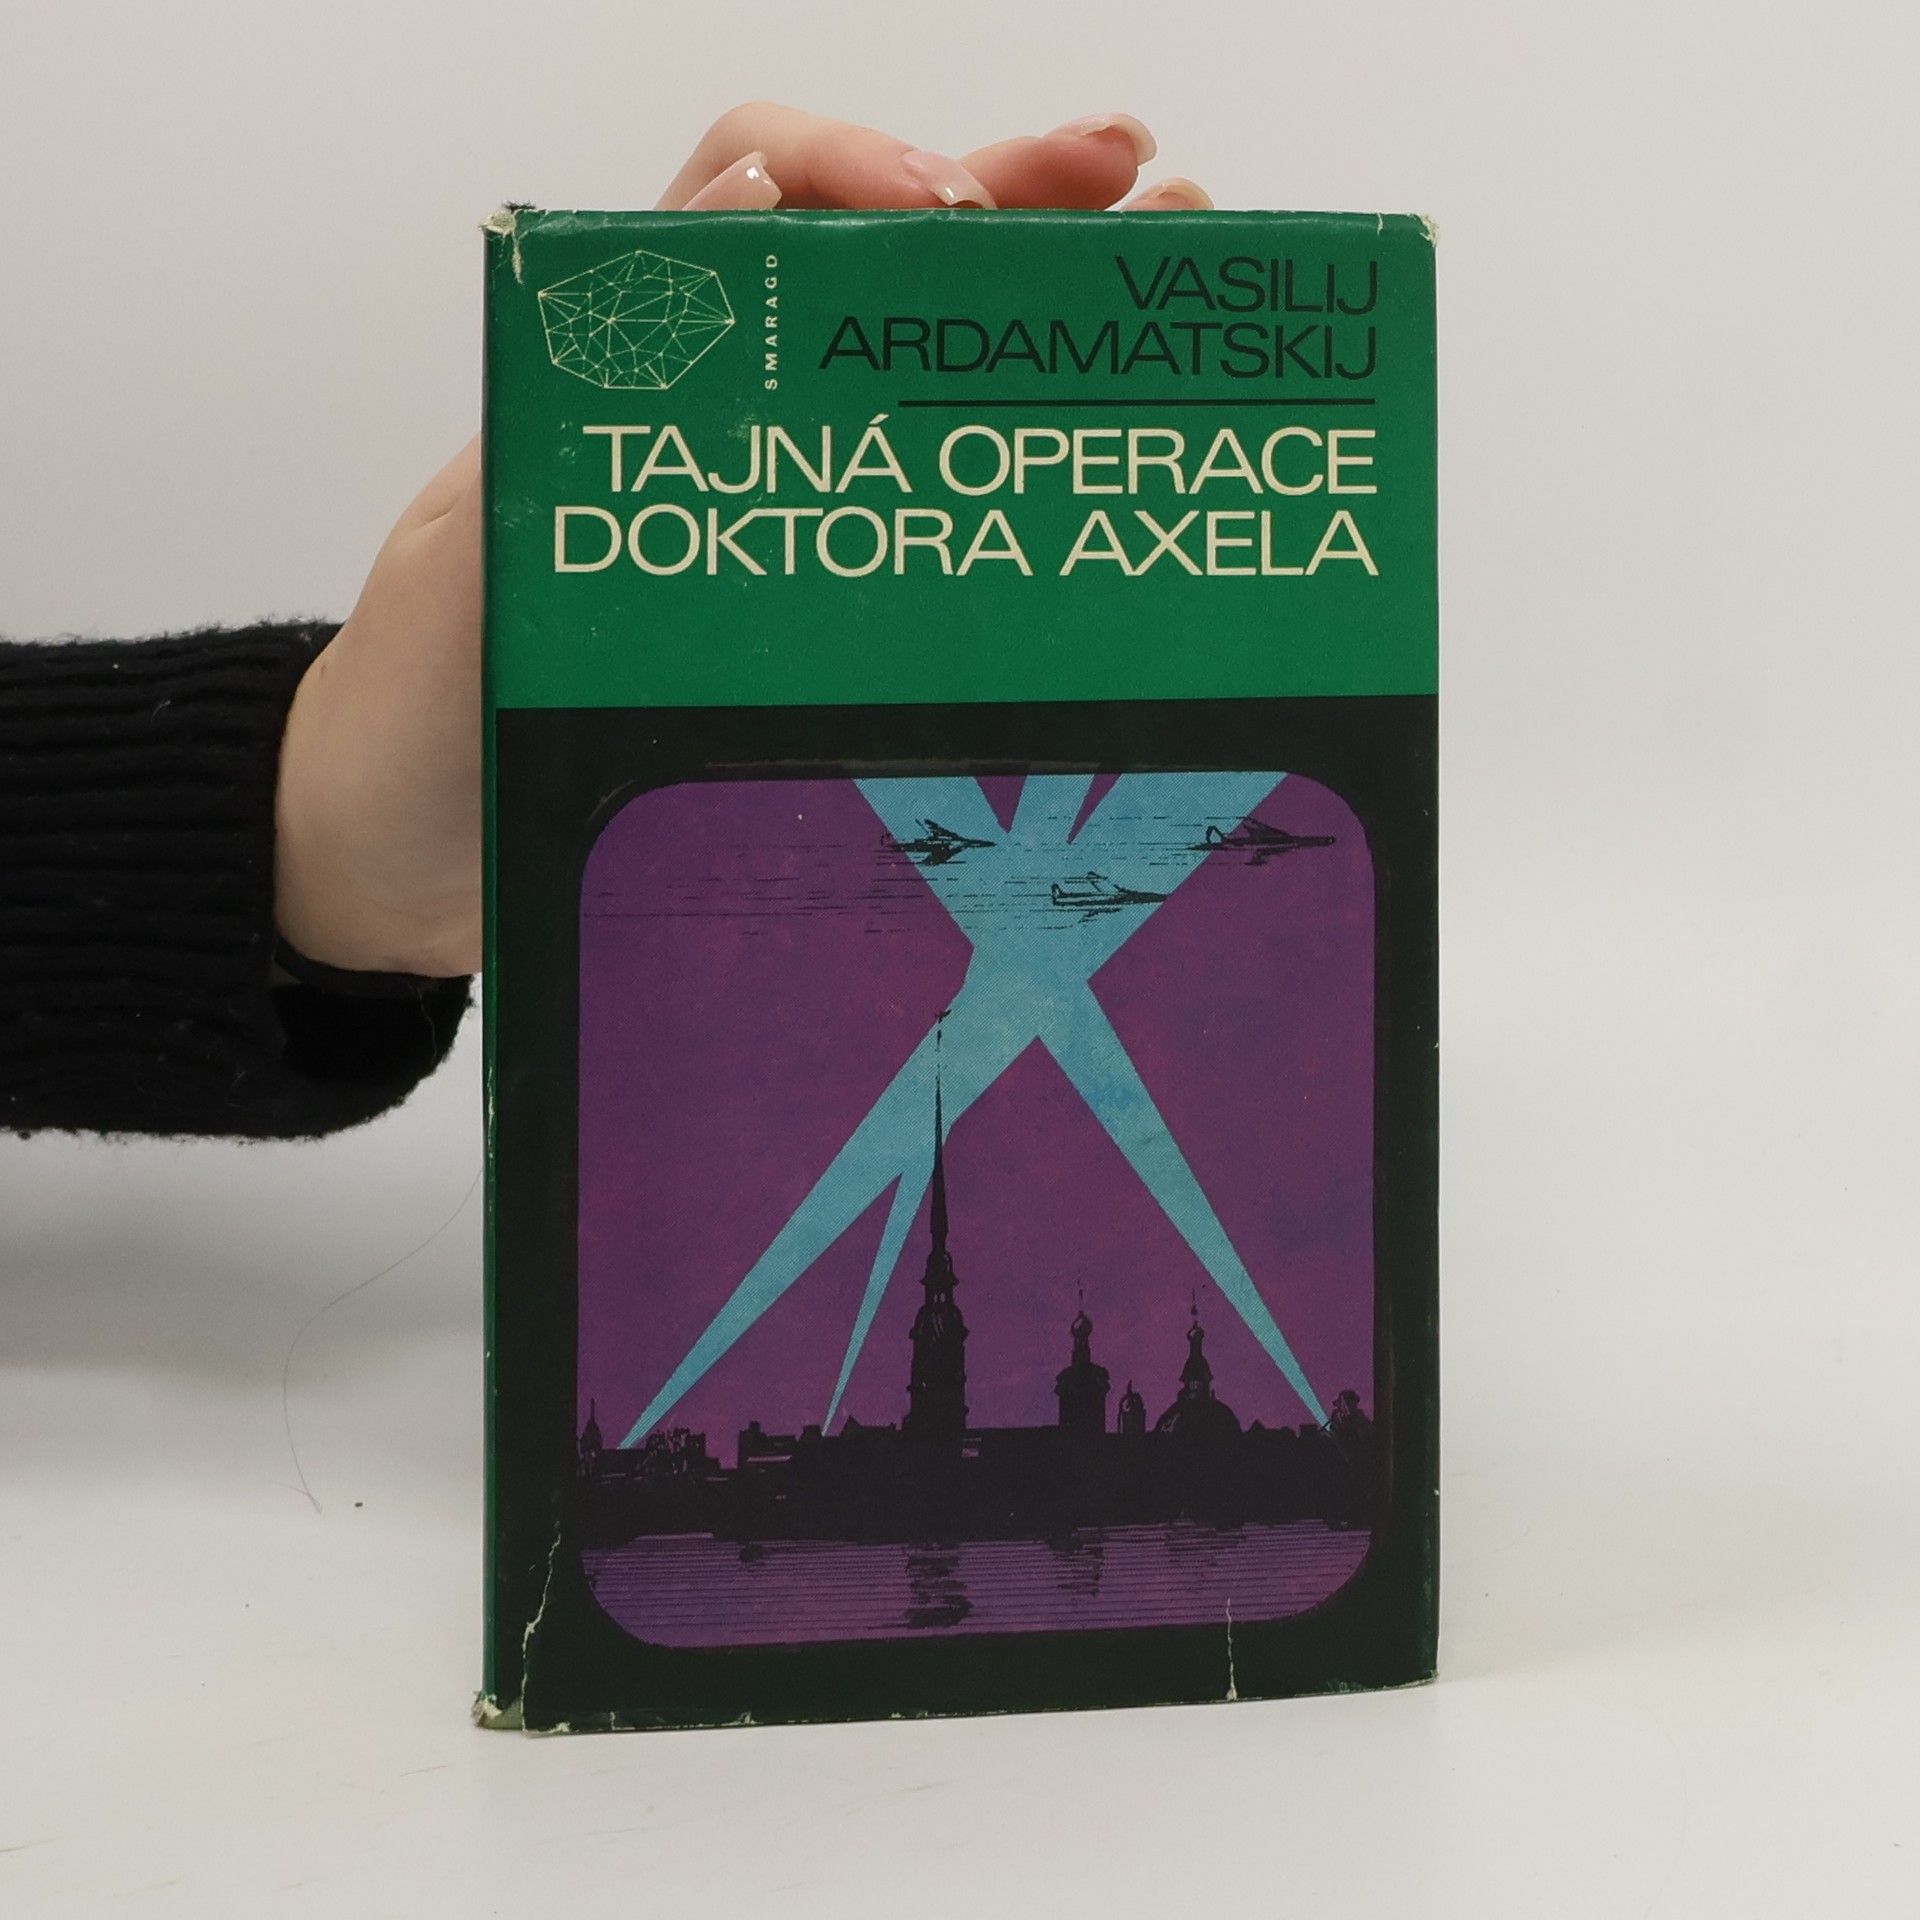 SMARAGD
VASILIJ
ARDAMATSKIJ
TAJNÁ OPERACE
DOKTORA AXELA